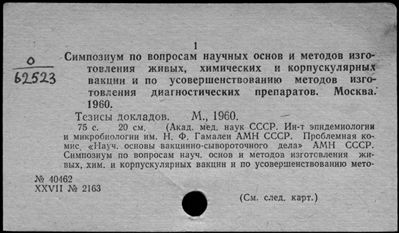 1
О
62523
Симпозиум по вопросам научных основ и методов изго-
товления живых, химических и корпускулярных
вакцин и по усовершенствованию методов изго-
товления диагностических препаратов. Москва.
1960.
Тезисы докладов. М., 1960.
75 с. 20 см. (Акад. мед. наук СССР. Ин-т эпидемиологии
и микробиологии им. Н. Ф. Гамалеи АМН СССР. Проблемная ко-
мис. «Науч. основы вакцинно-сывороточного дела» АМН СССР.
Симпозиум по вопросам науч. основ и методов изготовления жи-
вых, хим. и корпускулярных вакцин и по усовершенствованию мето-
№ 40462
XXVII № 2163
(См. след. карт.)